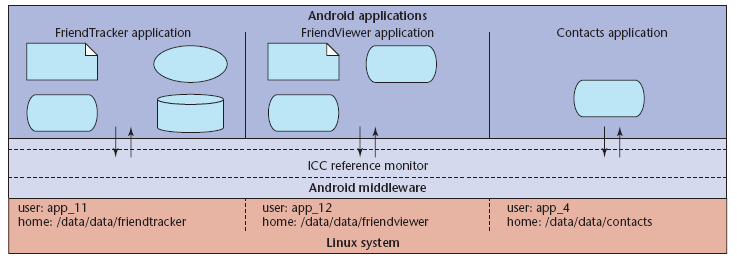 Android applications
FriendTracker application
FriendViewer application
Contacts application
ICC reference monitor
Android middleware
user: app_11
home: /data/data/friendtracker
user: app_12
home: /data/data/friendviewer
user: app_4
home: /data/data/contacts
Linux system